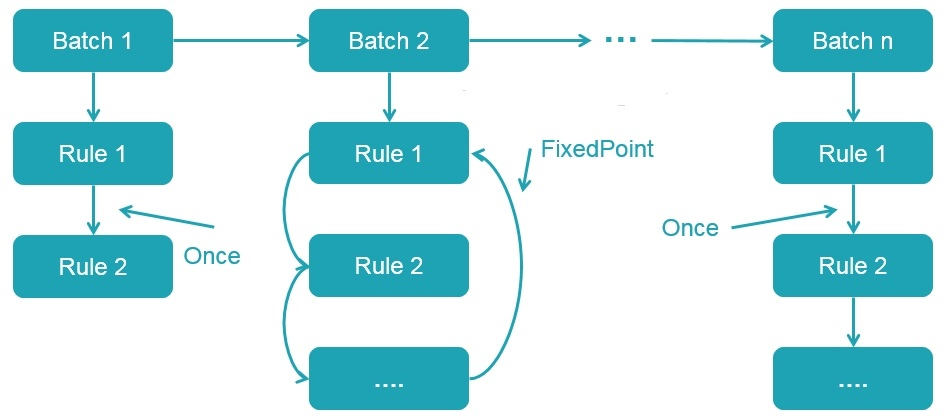 Batch 1
Batch 2
...
Batch n
Rule 1
Rule 1
FixedPoint
Rule 1
Once
Once
Rule 2
Rule 2
Rule 2
....
....